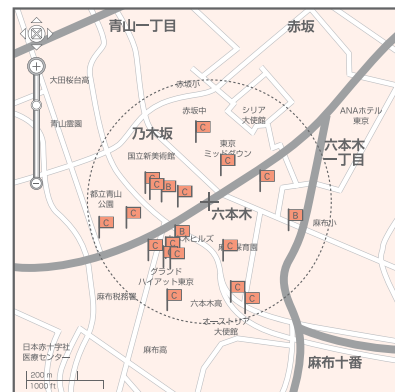 青山一丁目
赤坂
大田桜台高
赤坂小
青山霊園
赤坂中
シリア
大使館
ANAホテル
東京
乃木坂
国立新美術館
東京
ミッドタウン
六本木
一丁目
C
C
C
C
C
B
C
都立青山
公園
C
C
六本木
B
麻布小
B
木ヒルズ
C
C
C
C
保育園
グランド
ハイアット東京
麻布税務署
C
C
C
六本木高
オーストリア
大使館
日本赤十字社
医療センター
麻布高
麻布十番
200 m
1000 ft